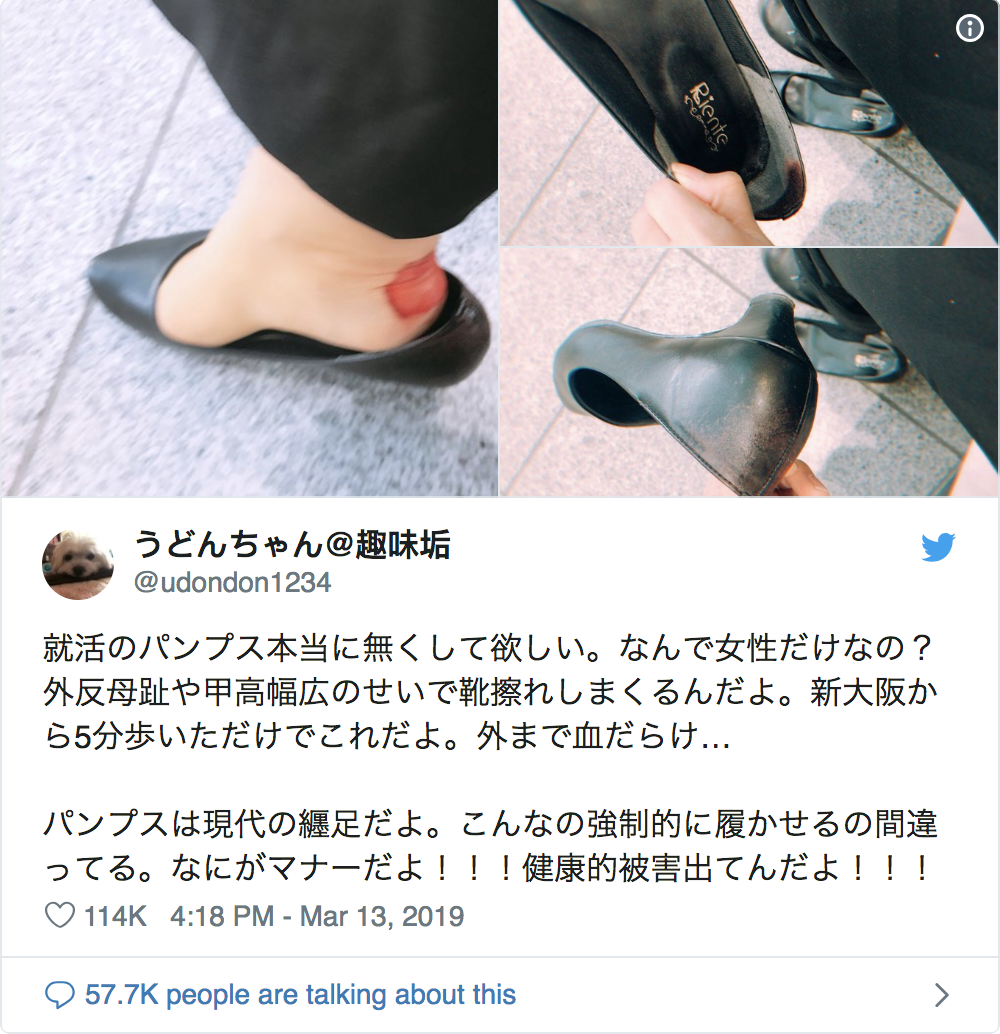 Riente
うどんちゃん@趣味垢
@udondon1234
就活のパンプス本当に無くして欲しい。なんで女性だけなの?
外反母趾や甲高幅広のせいで靴擦れしまくるんだよ。新大阪か
ら5分歩いただけでこれだよ。外まで血だらけ…
パンプスは現代の纏足だよ。こんなの強制的に履かせるの間違
ってる。なにがマナーだよ!!!健康的被害出てんだよ!!!
114K 4:18 PM - Mar 13, 2019
57.7K people are talking about this